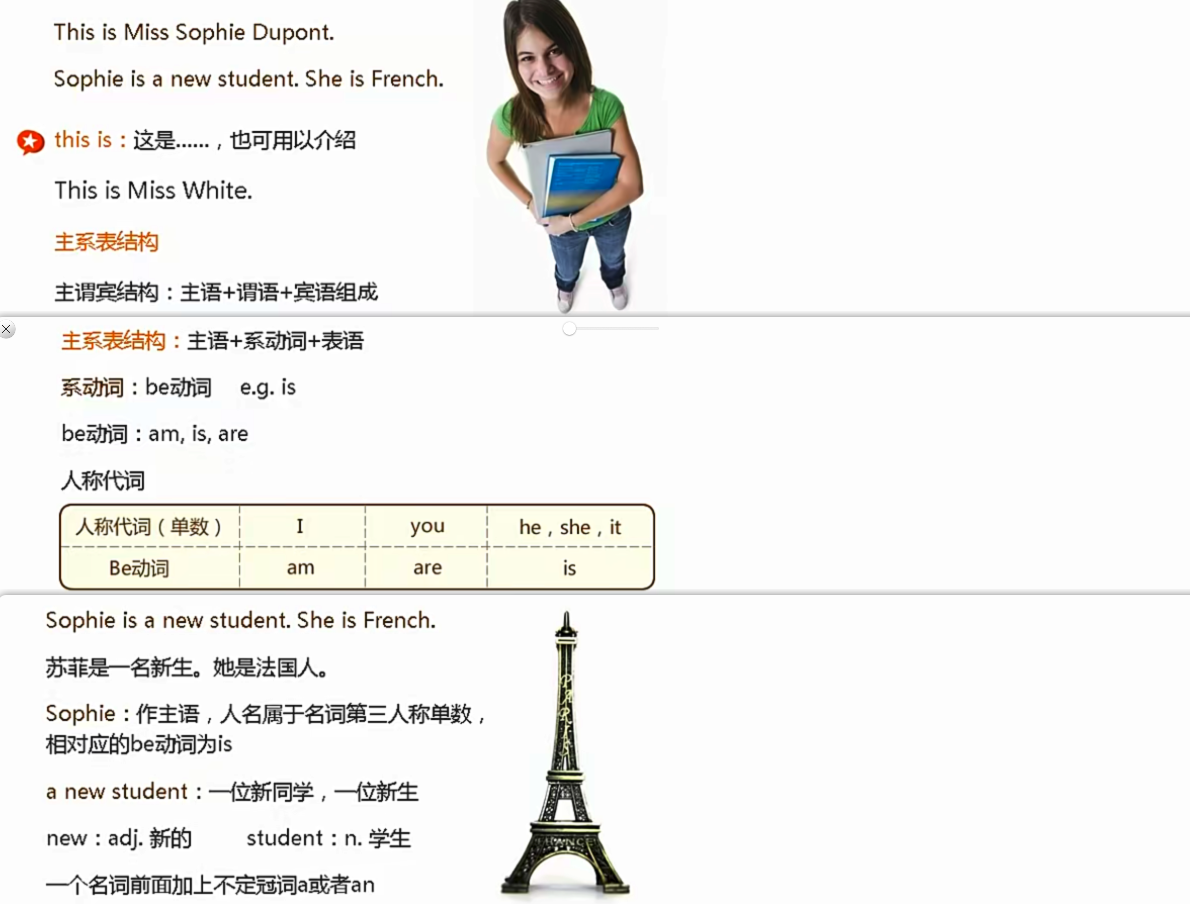 This is Miss Sophie Dupont.
Sophie is a new student. She is French.
this is：这是……，也可用以介绍
This is Miss White.
主系表结构
主谓宾结构：主语+谓语+宾语组成
主系表结构：主语+系动词+表语
系动词：be动词 e.g. is
be动词：am, is, are
人称代词
人称代词（单数） I you he，she，it
Be动词 am are is
Sophie is a new student. She is French.
苏菲是一名新生。她是法国人。
Sophie：作主语，人名属于名词第三人称单数，
相对应的be动词为is
a new student：一位新同学，一位新生
new：adj. 新的 student：n. 学生
一个名词前面加上不定冠词a或者an
PARIS